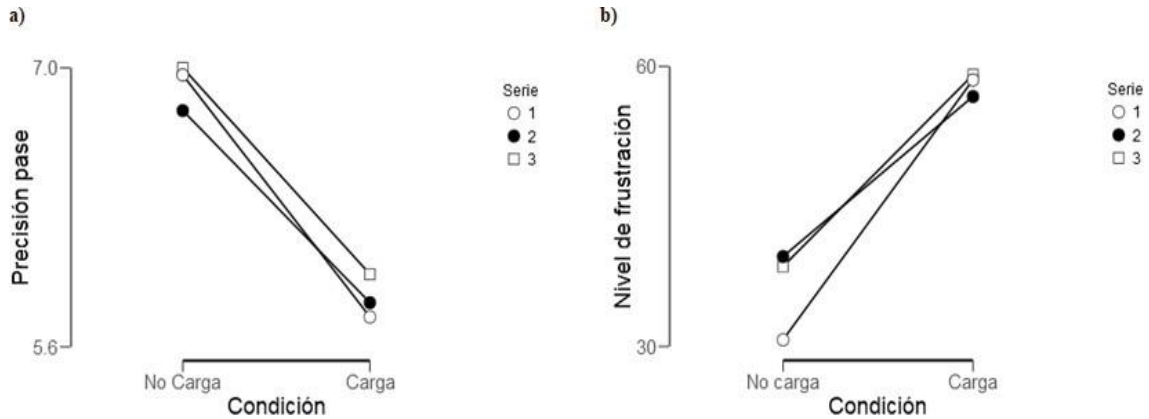 a)
7.0
5.6
Precisión pase
No Carga
Carga
Condición
Serie
1
2
3
b)
60
30
Nivel de frustración
No carga
Carga
Condición
Serie
1
2
3